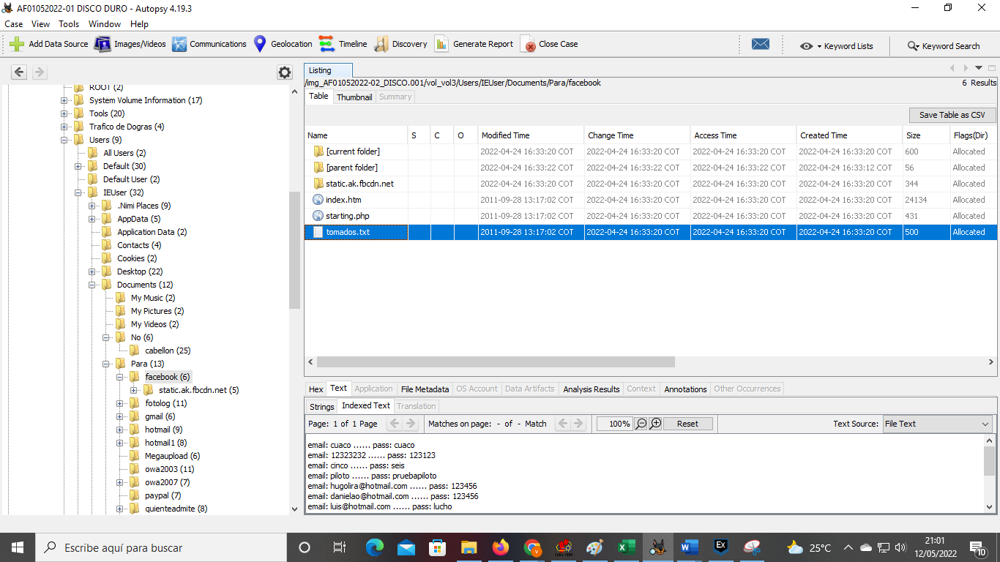 AF01052022-01 DISCO DURO - Autopsy 4.19.3
Case View Tools Window Help
Add Data Source Images/Videos Communications Geolocation Timeline Discovery Generate Report Close Case Keyword Lists Keyword Search
ROOT (2)
System Volume Information (17)
Tools (20)
Trafico de Dogras (4)
Users (9)
All Users (2)
Default (30)
Default User (2)
IEUser (32)
.Nimi Places (9)
AppData (5)
Application Data (2)
Contacts (4)
Cookies (2)
Desktop (22)
Documents (12)
My Music (2)
My Pictures (2)
My Videos (2)
No (6)
cabellon (25)
Para (13)
facebook (6)
static.ak.fbcdn.net (5)
fotolog (11)
gmail (6)
hotmail (9)
hotmail1 (8)
Megaupload (6)
owa2003 (11)
owa2007 (7)
paypal (7)
quienteadmite (8)
Listing
/img_AF01052022-02_DISCO.001/vol_vol3/Users/IEUser/Documents/Para/facebook 6 Results
Table Thumbnail Summary
Save Table as CSV
Name S C O Modified Time Change Time Access Time Created Time Size Flags(Dir)
[current folder] 2022-04-24 16:33:20 COT 2022-04-24 16:33:20 COT 2022-04-24 16:33:20 COT 2022-04-24 16:33:20 COT 600 Allocated
[parent folder] 2022-04-24 16:33:22 COT 2022-04-24 16:33:22 COT 2022-04-24 16:33:22 COT 2022-04-24 16:33:12 COT 56 Allocated
static.ak.fbcdn.net 2022-04-24 16:33:20 COT 2022-04-24 16:33:20 COT 2022-04-24 16:33:20 COT 2022-04-24 16:33:20 COT 344 Allocated
index.htm 2011-09-28 13:17:02 COT 2022-04-24 16:33:20 COT 2022-04-24 16:33:20 COT 2022-04-24 16:33:20 COT 24134 Allocated
starting.php 2011-09-28 13:17:02 COT 2022-04-24 16:33:20 COT 2022-04-24 16:33:20 COT 2022-04-24 16:33:20 COT 431 Allocated
tomados.txt 2011-09-28 13:17:02 COT 2022-04-24 16:33:20 COT 2022-04-24 16:33:20 COT 2022-04-24 16:33:20 COT 500 Allocated
Hex Text Application File Metadata OS Account Data Artifacts Analysis Results Context Annotations Other Occurrences
Strings Indexed Text Translation
Page: 1 of 1 Page Matches on page: - of - Match 100% Reset Text Source: File Text
email: cuaco ...... pass: cuaco
email: 12323232 ...... pass: 123123
email: cinco ...... pass: seis
email: piloto ...... pass: pruebapiloto
email: hugolira@hotmail.com ...... pass: 123456
email: danielao@hotmail.com ...... pass: 123456
email: luis@hotmail.com ...... pass: lucho
Escribe aquí para buscar
25°C
21:01
12/05/2022
10